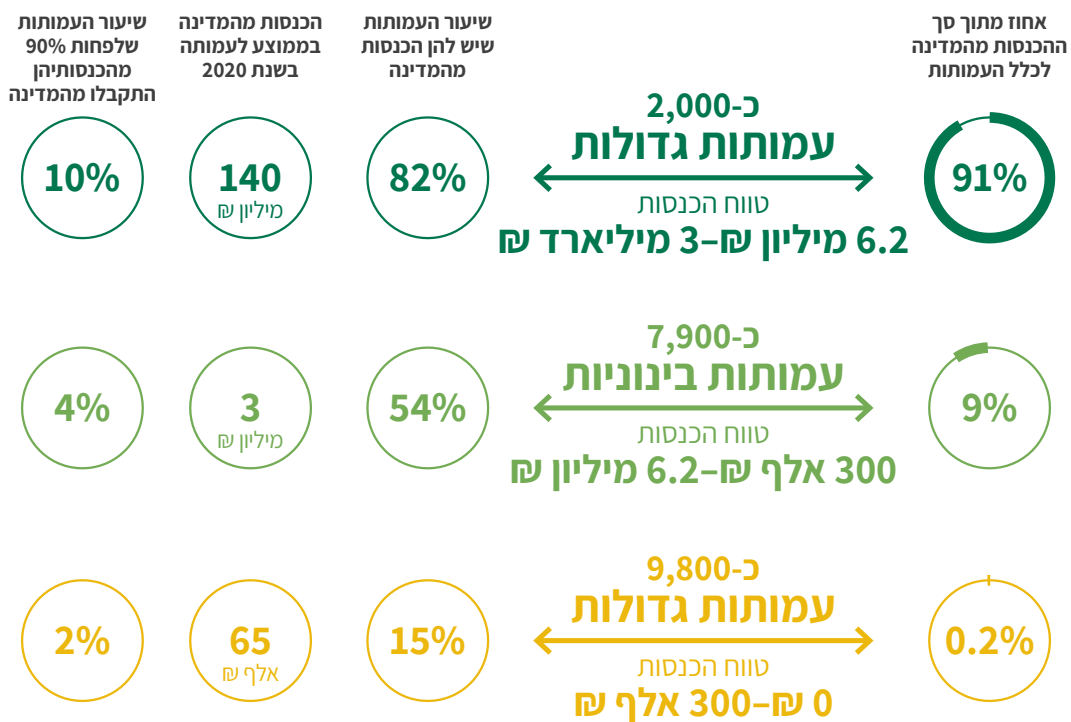 אחוז מתוך סך
ההכנסות מהמדינה
לכלל העמותות
שיעור העמותות
שיש להן הכנסות
מהמדינה
הכנסות מהמדינה
בממוצע לעמותה
בשנת 2020
שיעור העמותות
שלפחות 90%
מהכנסותיהן
התקבלו מהמדינה
91%
כ-2,000
עמותות גדולות
טווח הכנסות
6.2 מיליון ₪–3 מיליארד ₪
82%
140
מיליון ₪
10%
9%
כ-7,900
עמותות בינוניות
טווח הכנסות
300 אלף ₪–6.2 מיליון ₪
54%
3
מיליון ₪
4%
0.2%
כ-9,800
עמותות גדולות
טווח הכנסות
0 ₪–300 אלף ₪
15%
65
אלף ₪
2%